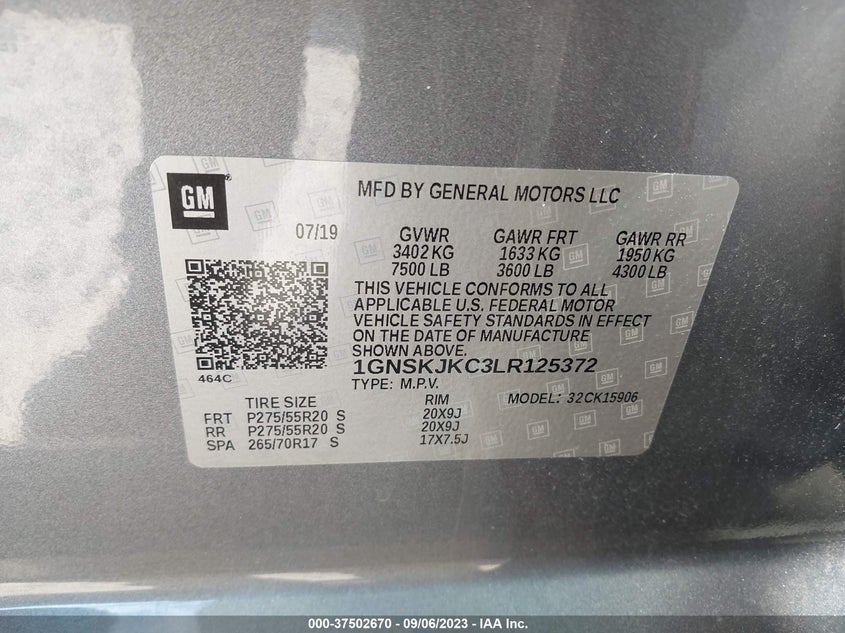 GM ®
MFD BY GENERAL MOTORS LLC
07/19
GVWR GAWR FRT GAWR RR
3402 KG 1633 KG 1950 KG
7500 LB 3600 LB 4300 LB
THIS VEHICLE CONFORMS TO ALL
APPLICABLE U.S. FEDERAL MOTOR
VEHICLE SAFETY STANDARDS IN EFFECT
ON THE DATE OF MANUFACTURE
SHOWN ABOVE.
464C
1GNSKJKC3LR125372
TYPE: M.P.V. MODEL: 32CK15906
TIRE SIZE RIM
FRT P275/55R20 S 20X9J
RR P275/55R20 S 20X9J
SPA 265/70R17 S 17X7.5J
000-37502670 - 09/06/2023 - IAA Inc.